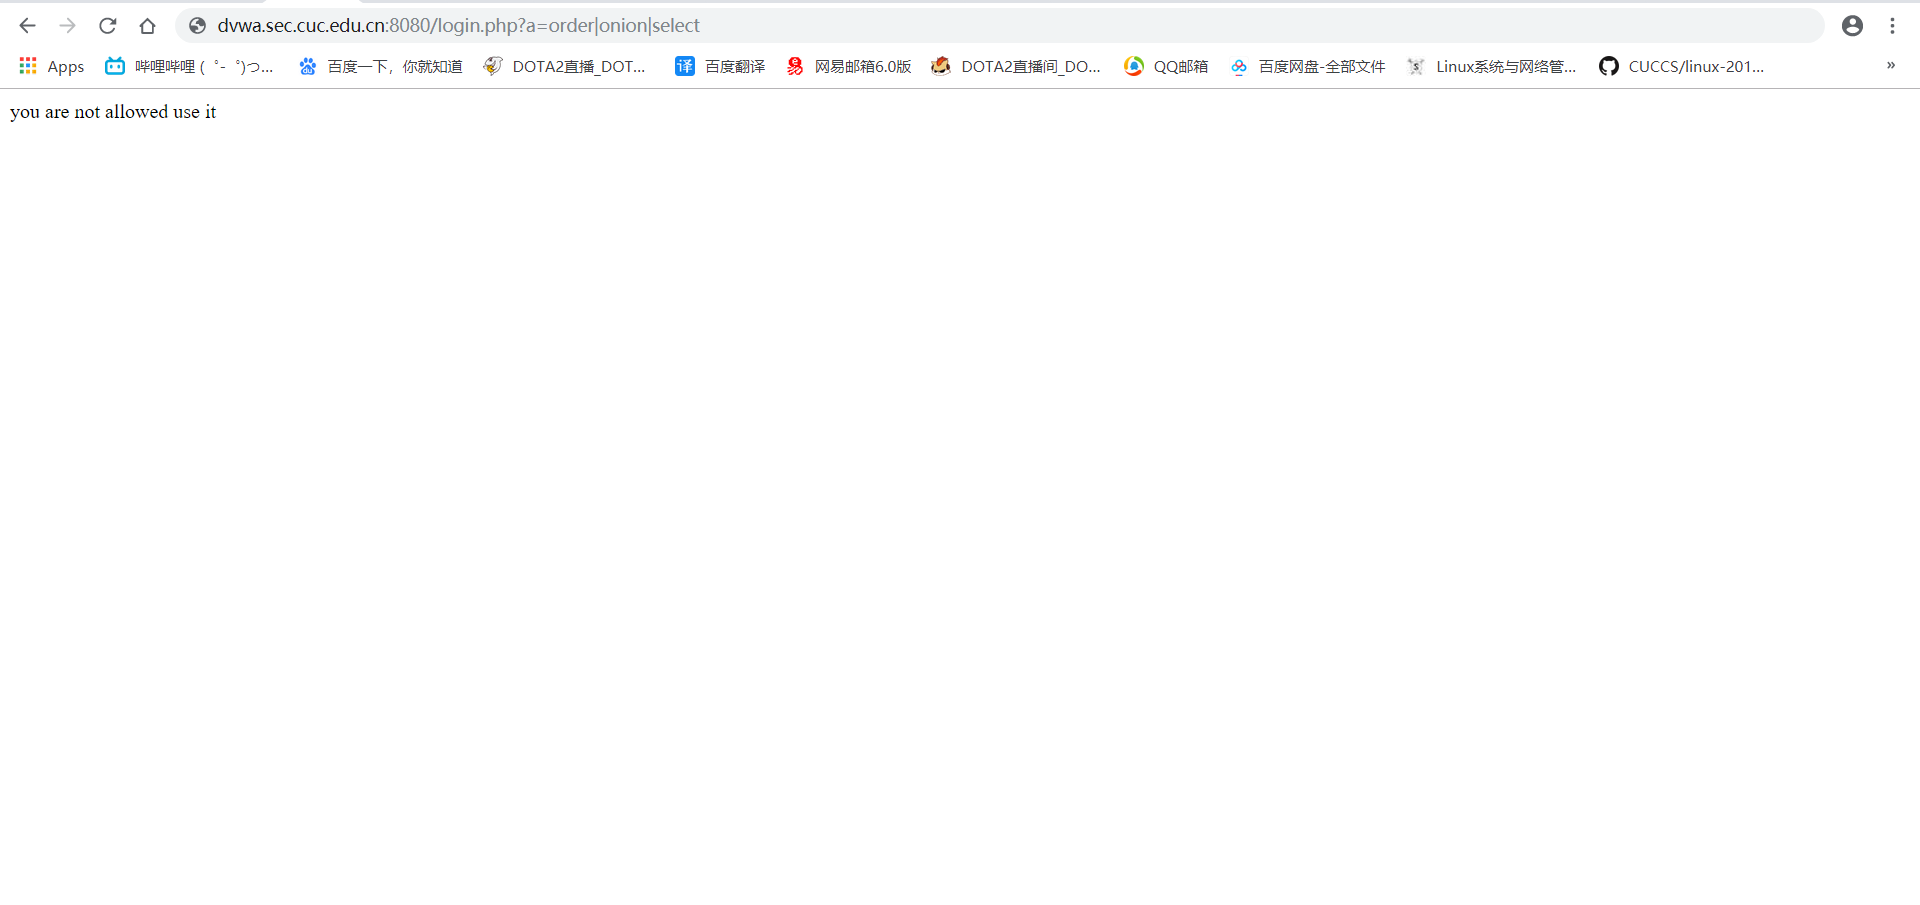 dvwa.sec.cuc.edu.cn:8080/login.php?a=order|onion|select
Apps 哔哩哔哩 ( ゜- ゜)つ... 百度一下，你就知道 DOTA2直播_DOT... 百度翻译 网易邮箱6.0版 DOTA2直播间_DO... QQ邮箱 百度网盘-全部文件 Linux系统与网络管... CUCCS/linux-201... »
you are not allowed use it